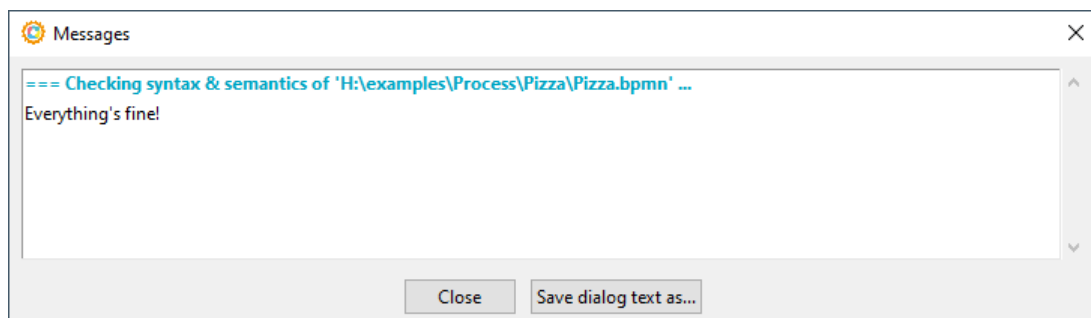 Messages
=== Checking syntax & semantics of 'H:\examples\Process\Pizza\Pizza.bpmn' ...
Everything's fine!
Close
Save dialog text as...